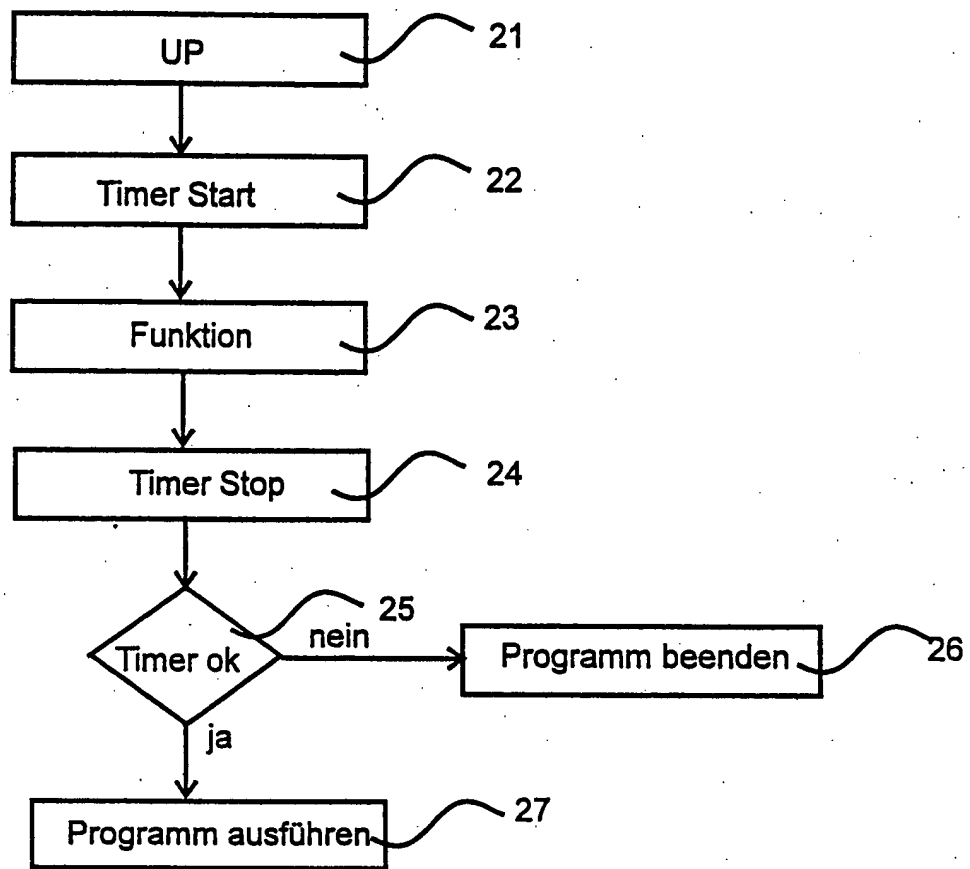 UP
21
Timer Start
22
Funktion
23
Timer Stop
24
Timer ok
25
nein
Programm beenden
26
ja
Programm ausführen
27